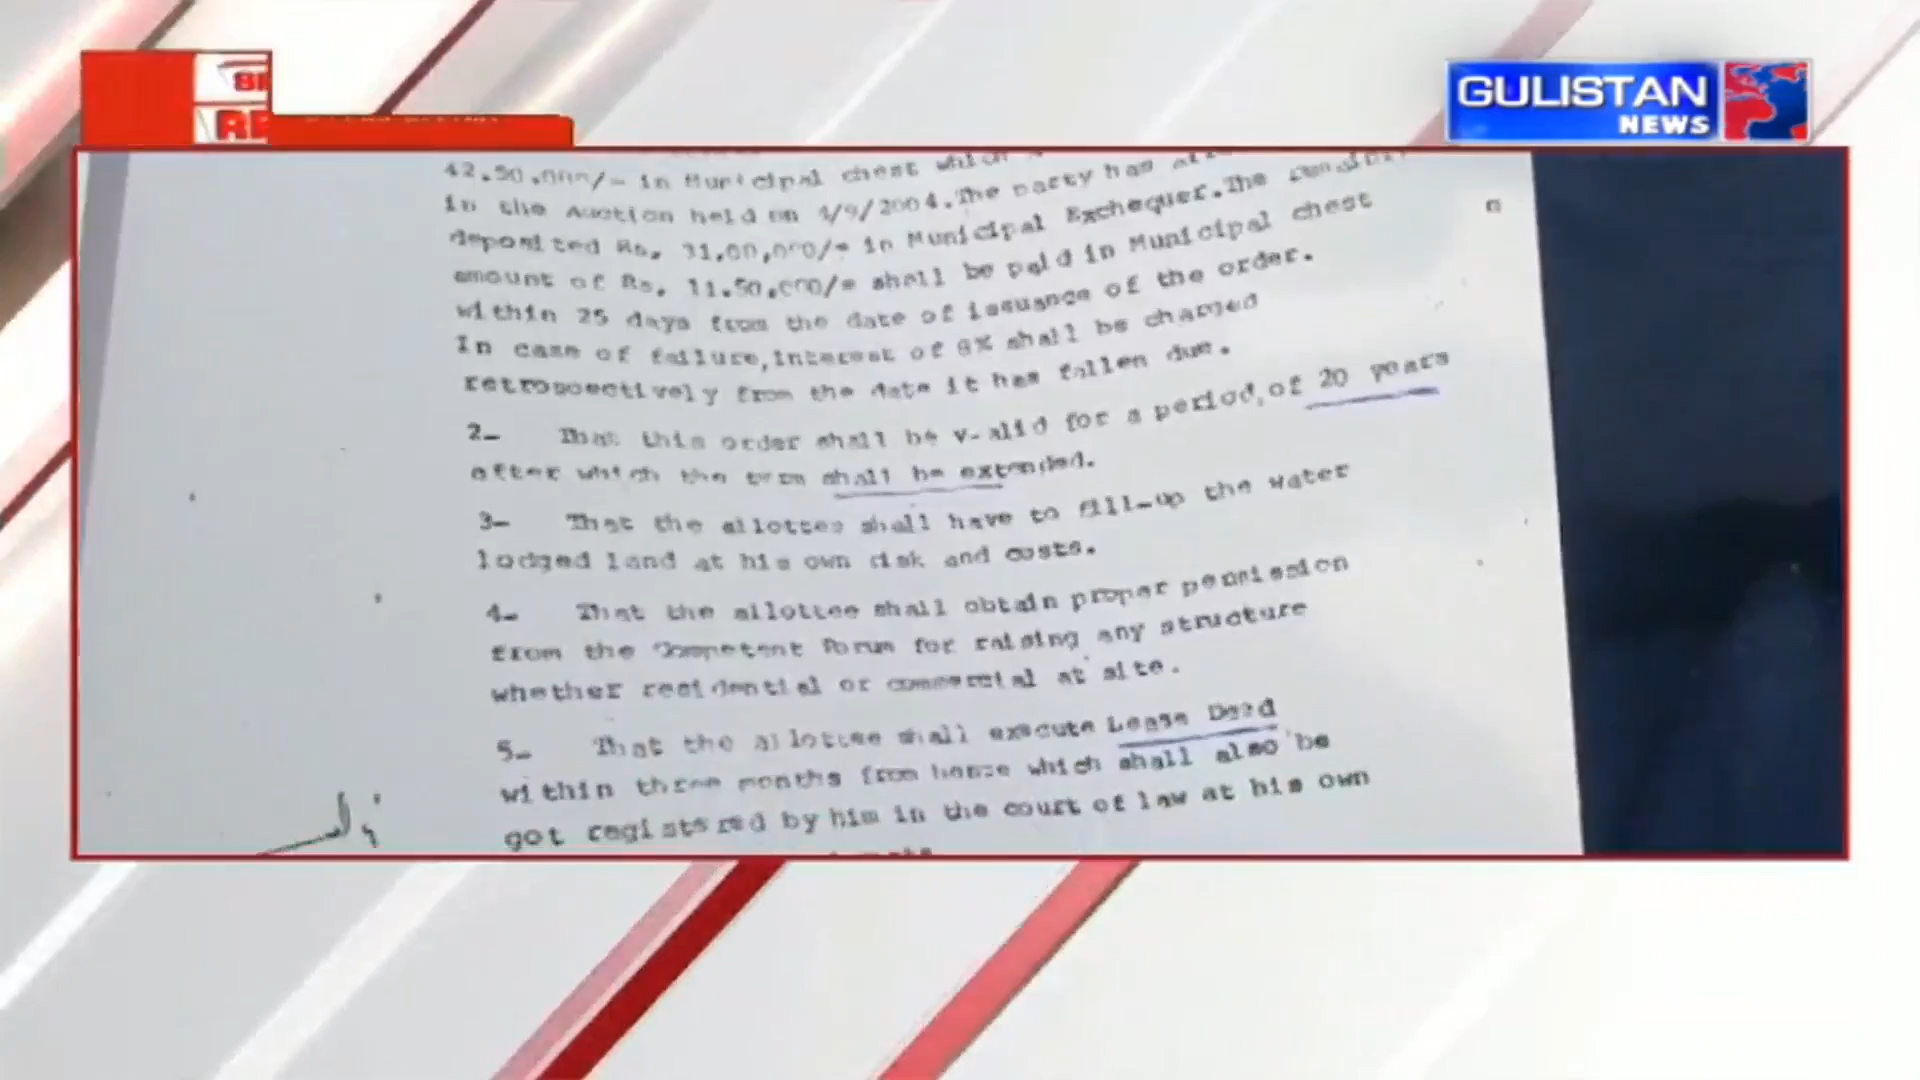 GULISTAN
NEWS
42.50,000/- in Municipal chest which
in the Auction held on 4/9/2004. The party has
deposited Rs. 31,00,000/= in Municipal Exchequer. The
amount of Rs. 11.50,000/= shall be paid in Municipal chest
within 25 days from the date of issuance of the order.
In case of failure, interest of 8% shall be charged
retrospectively from the date it has fallen due.
2- That this order shall be v-alid for a period, of 20 years
after which the term shall be extended.
3- That the allottee shall have to fill-up the water
lodged land at his own risk and costs.
4- That the allottee shall obtain proper permission
from the Competent Forum for raising any structure
whether residential or commercial at site.
5- That the allottee shall execute Lease Deed
within three months from hense which shall also be
got registered by him in the court of law at his own